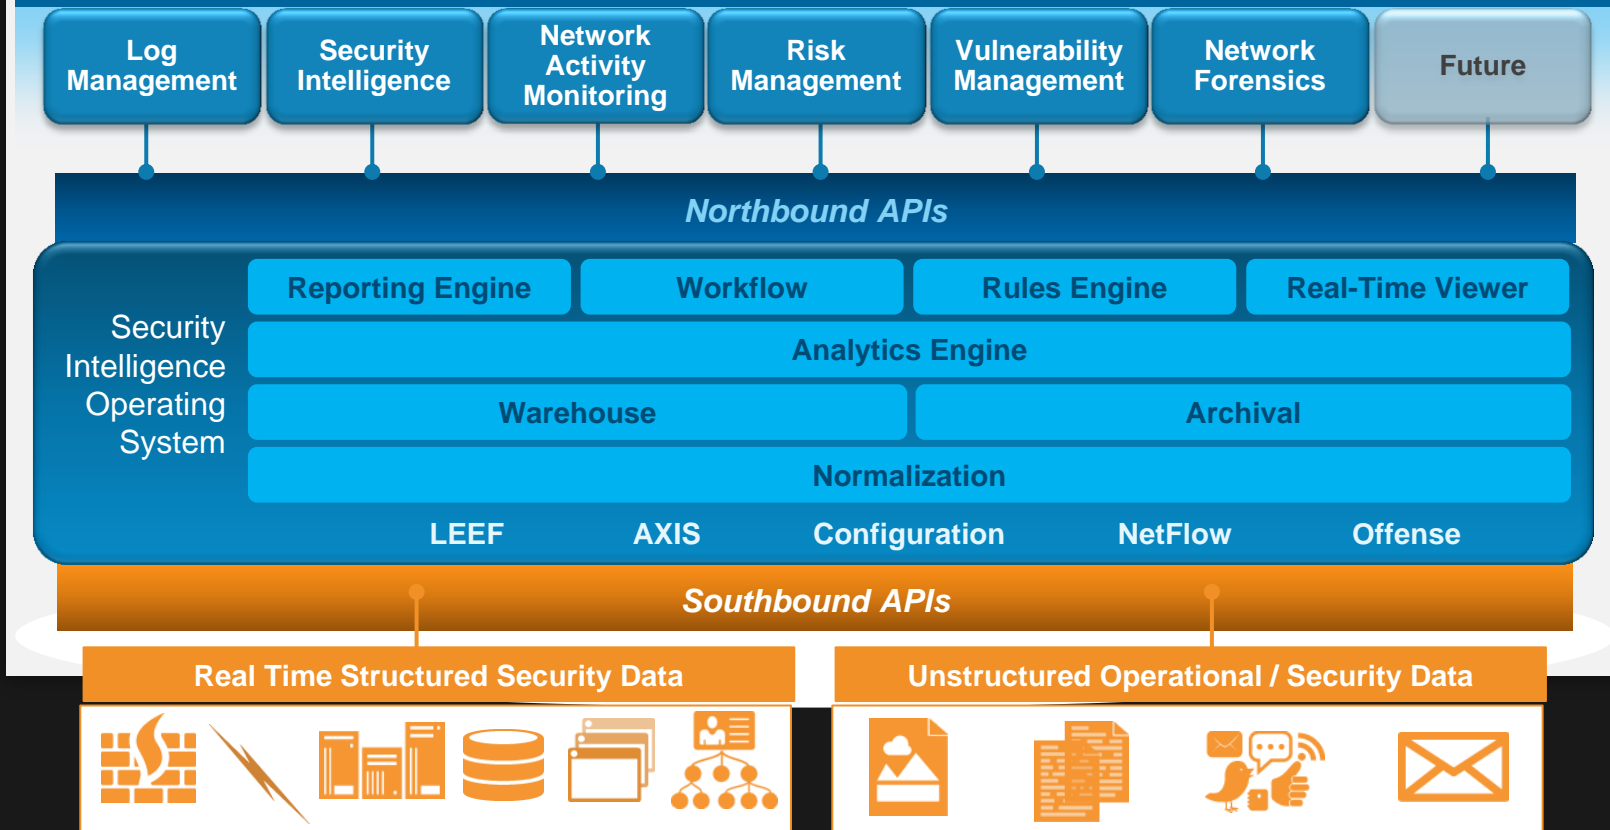 Log
Management
Security
Intelligence
Network
Activity
Monitoring
Risk
Management
Vulnerability
Management
Network
Forensics
Future
Northbound APIs
Security
Intelligence
Operating
System
Reporting Engine
Workflow
Rules Engine
Real-Time Viewer
Analytics Engine
Warehouse
Archival
Normalization
LEEF
AXIS
Configuration
NetFlow
Offense
Southbound APIs
Real Time Structured Security Data
Unstructured Operational / Security Data